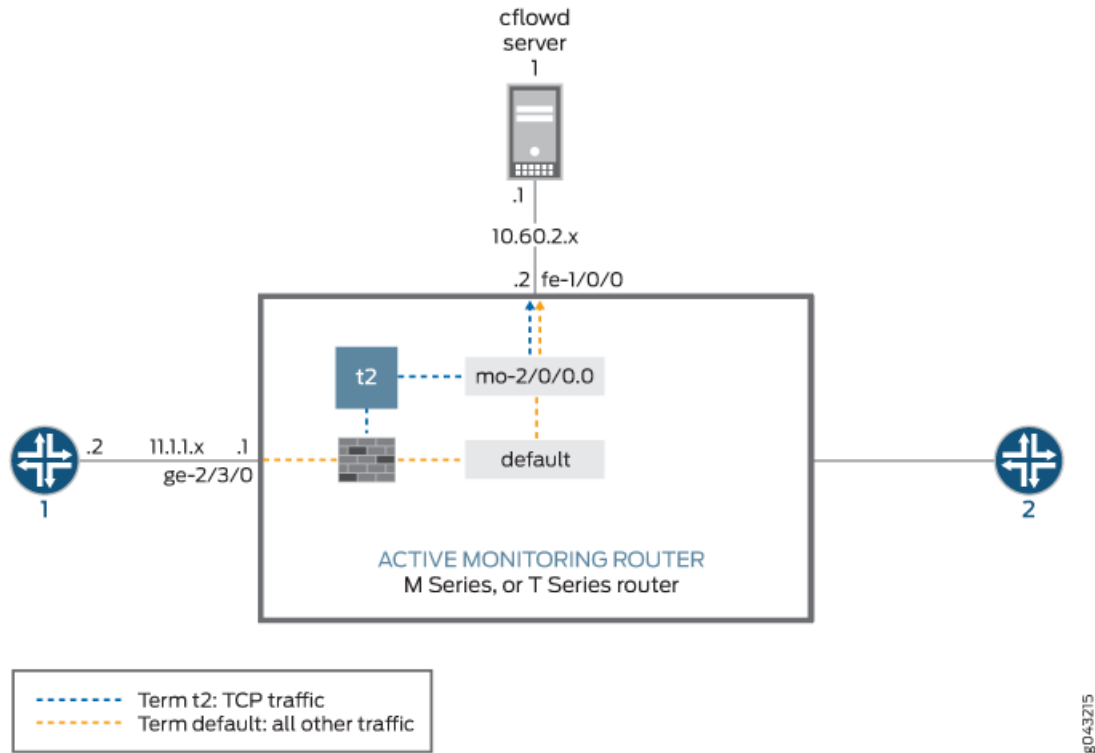 cflowd
server
1
.1
10.60.2.x
.2 fe-1/0/0
t2
mo-2/0/0.0
.2 11.1.1.x .1
ge-2/3/0
default
1
2
ACTIVE MONITORING ROUTER
M Series, or T Series router
Term t2: TCP traffic
Term default: all other traffic
g043215